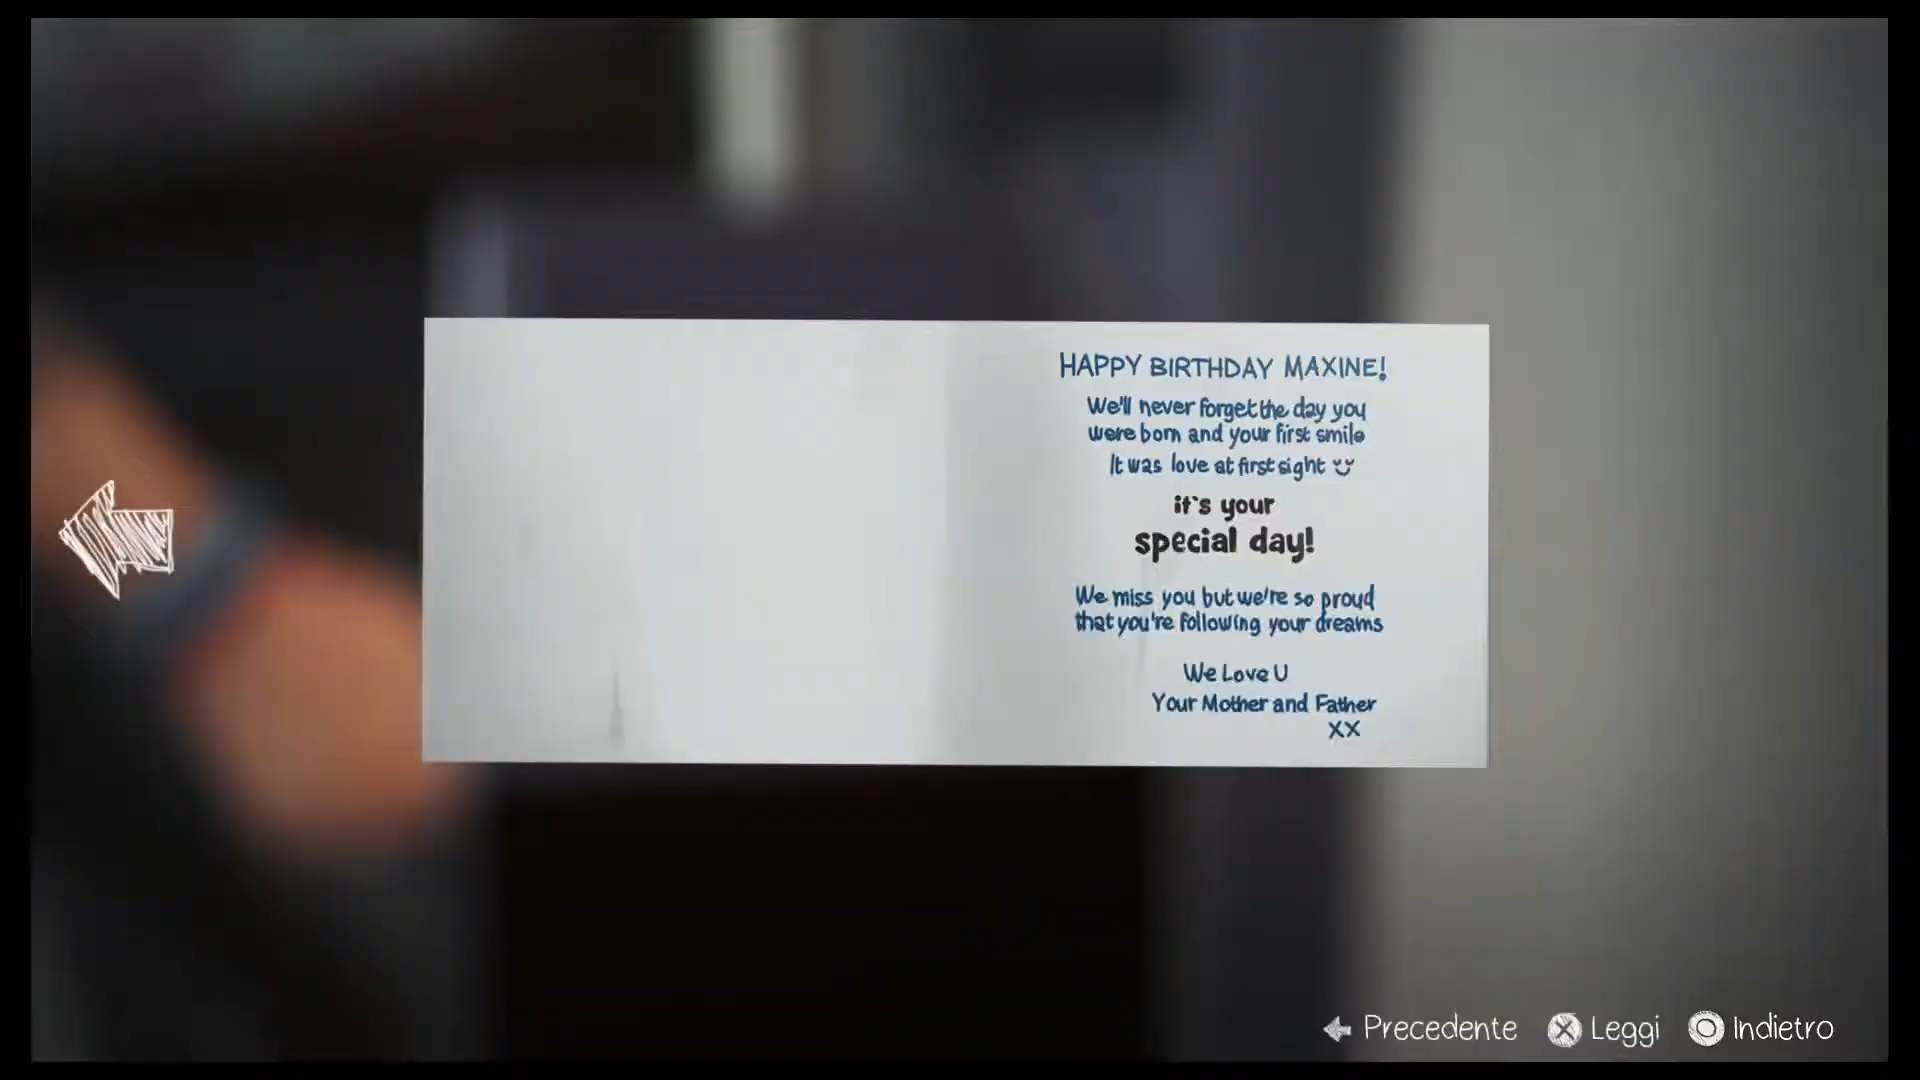 HAPPY BIRTHDAY MAXINE!
We'll never forget the day you
were born and your first smile
It was love at first sight
it's your
special day!
We miss you but we're so proud
that you're following your dreams
We Love U
Your Mother and Father
XX
Precedente
Leggi
Indietro